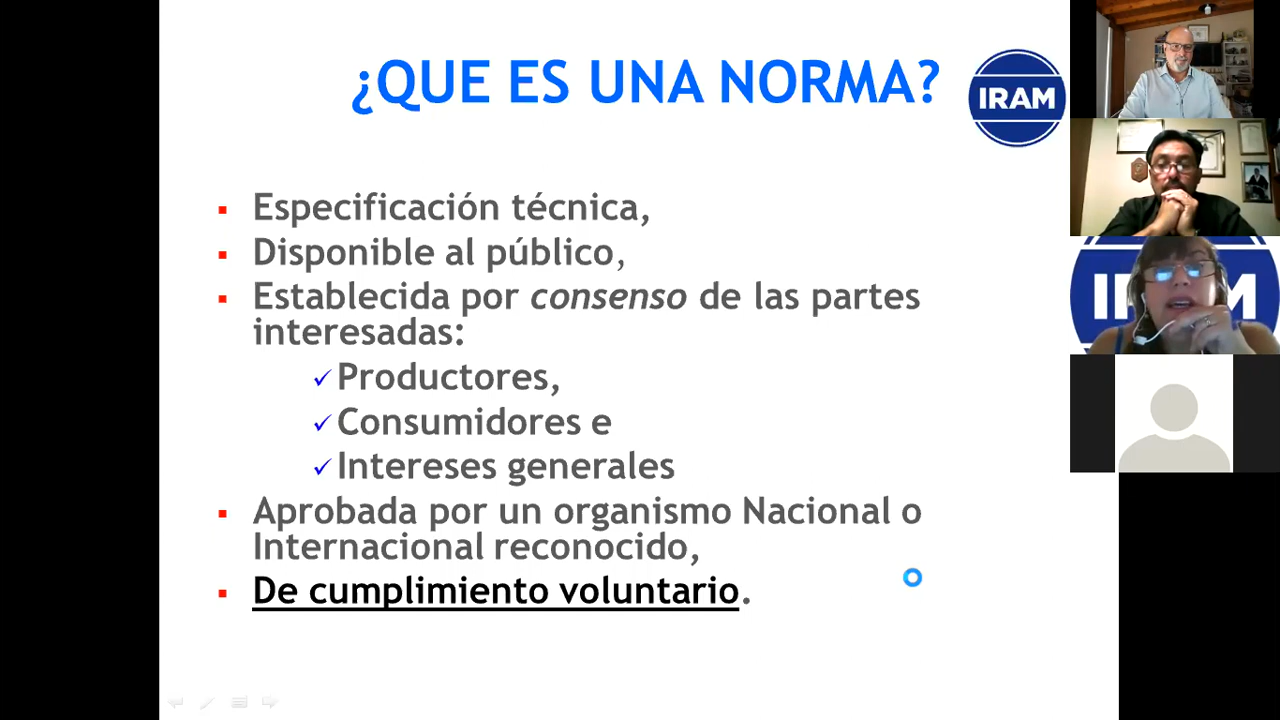 ¿QUE ES UNA NORMA?
IRAM
Especificación técnica,
Disponible al público,
Establecida por consenso de las partes
interesadas:
Productores,
Consumidores e
Intereses generales
Aprobada por un organismo Nacional o
Internacional reconocido,
De cumplimiento voluntario.